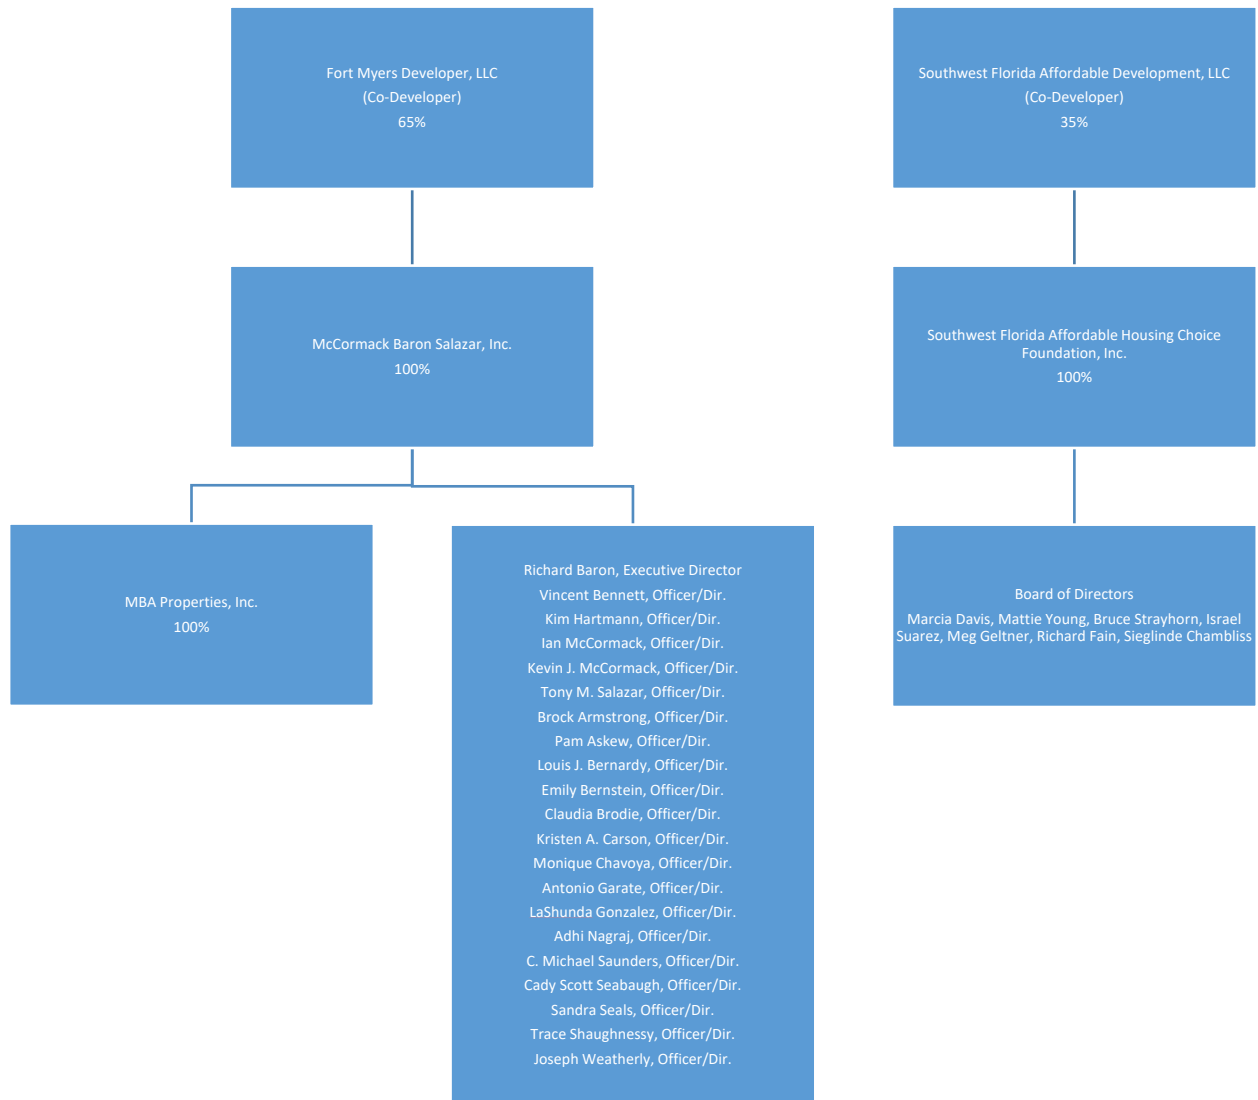 Fort Myers Developer, LLC
(Co-Developer)
65%
Southwest Florida Affordable Development, LLC
(Co-Developer)
35%
McCormack Baron Salazar, Inc.
100%
Southwest Florida Affordable Housing Choice
Foundation, Inc.
100%
MBA Properties, Inc.
100%
Richard Baron, Executive Director
Vincent Bennett, Officer/Dir.
Kim Hartmann, Officer/Dir.
Ian McCormack, Officer/Dir.
Kevin J. McCormack, Officer/Dir.
Tony M. Salazar, Officer/Dir.
Brock Armstrong, Officer/Dir.
Pam Askew, Officer/Dir.
Louis J. Bernardy, Officer/Dir.
Emily Bernstein, Officer/Dir.
Claudia Brodie, Officer/Dir.
Kristen A. Carson, Officer/Dir.
Monique Chavoya, Officer/Dir.
Antonio Garate, Officer/Dir.
LaShunda Gonzalez, Officer/Dir.
Adhi Nagraj, Officer/Dir.
C. Michael Saunders, Officer/Dir.
Cady Scott Seabaugh, Officer/Dir.
Sandra Seals, Officer/Dir.
Trace Shaughnessy, Officer/Dir.
Joseph Weatherly, Officer/Dir.
Board of Directors
Marcia Davis, Mattie Young, Bruce Strayhorn, Israel
Suarez, Meg Geltner, Richard Fain, Sieglinde Chambliss